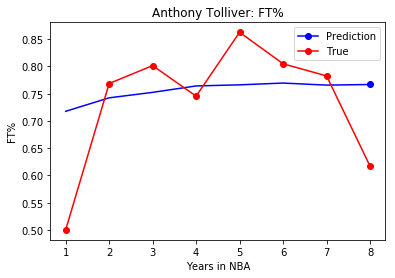 Anthony Tolliver: FT%
Prediction
True
0.85
0.80
0.75
0.70
0.65
0.60
0.55
0.50
FT%
1 2 3 4 5 6 7 8
Years in NBA